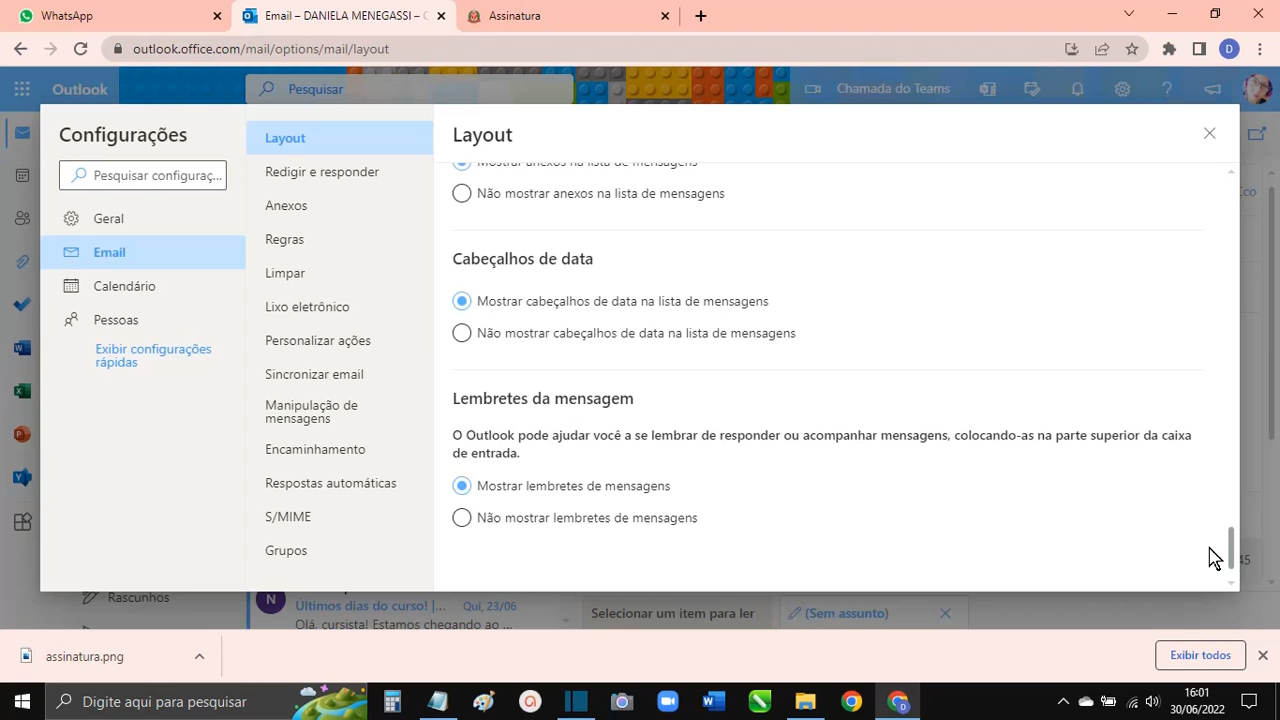 WhatsApp
Email – DANIELA MENEGASSI –
Assinatura
outlook.office.com/mail/options/mail/layout
D
Outlook
Pesquisar
Chamada do Teams
Configurações
Pesquisar configuraç...
Geral
Email
Calendário
Pessoas
Exibir configurações
rápidas
Layout
Redigir e responder
Anexos
Regras
Limpar
Lixo eletrônico
Personalizar ações
Sincronizar email
Manipulação de
mensagens
Encaminhamento
Respostas automáticas
S/MIME
Grupos
Layout
Mostrar anexos na lista de mensagens
Não mostrar anexos na lista de mensagens
Cabeçalhos de data
Mostrar cabeçalhos de data na lista de mensagens
Não mostrar cabeçalhos de data na lista de mensagens
Lembretes da mensagem
O Outlook pode ajudar você a se lembrar de responder ou acompanhar mensagens, colocando-as na parte superior da caixa
de entrada.
Mostrar lembretes de mensagens
Não mostrar lembretes de mensagens
Rascunhos
N
Últimos dias do curso! |...
Qui, 23/06
Olá, cursista! Estamos chegando ao ...
Selecionar um item para ler
(Sem assunto)
assinatura.png
Exibir todos
Digite aqui para pesquisar
16:01
30/06/2022